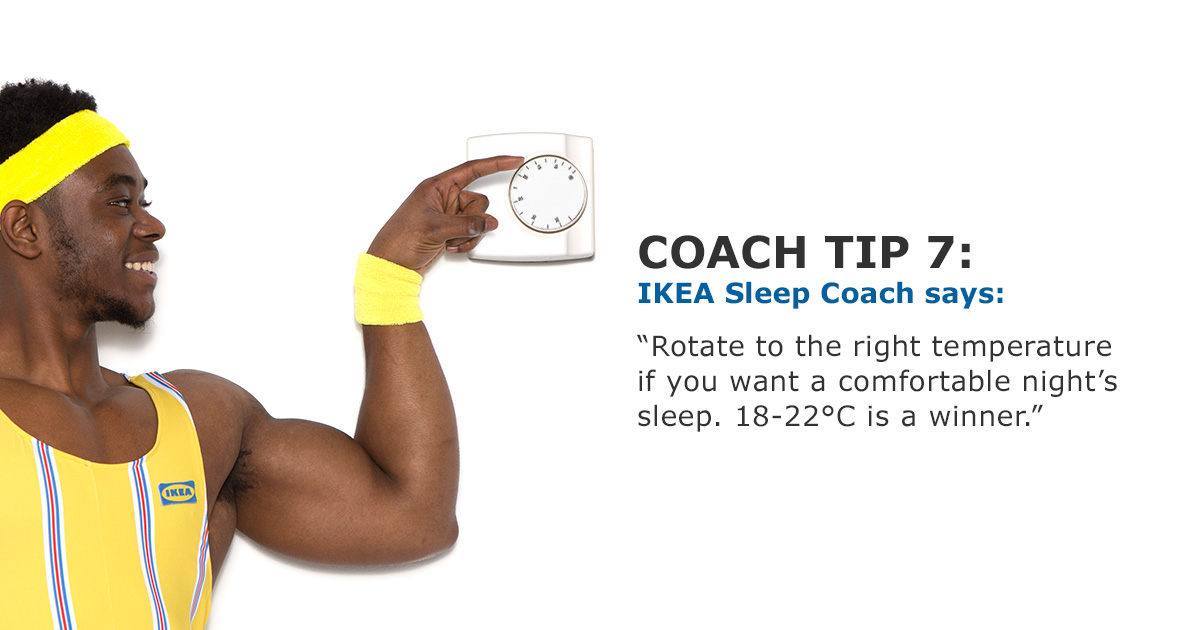 COACH TIP 7:
IKEA Sleep Coach says:
“Rotate to the right temperature
if you want a comfortable night’s
sleep. 18-22°C is a winner.”
IKEA